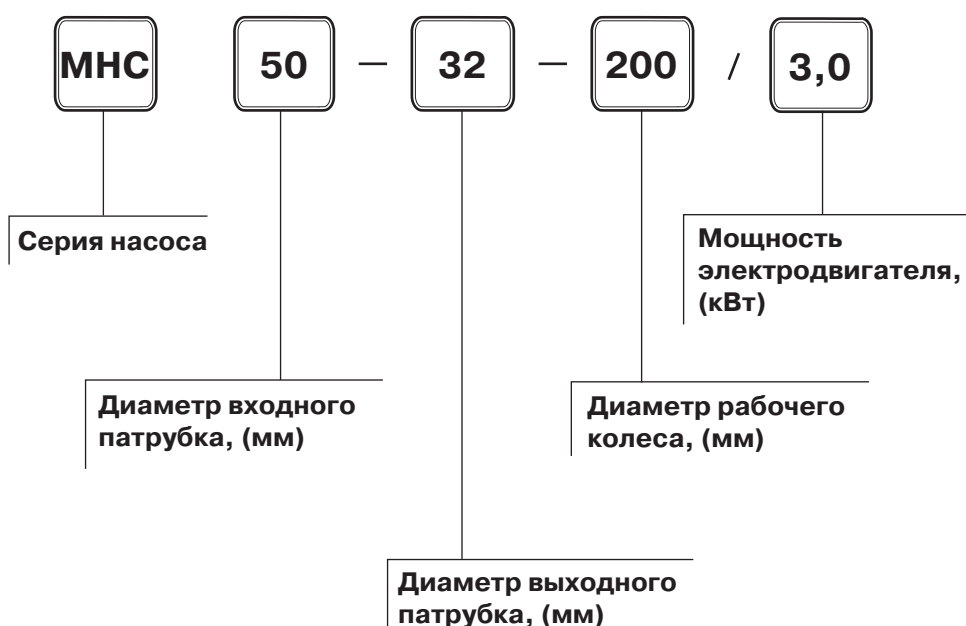 МНС 50 — 32 — 200 / 3,0
Серия насоса
Мощность
электродвигателя,
(кВт)
Диаметр входного
патрубка, (мм)
Диаметр рабочего
колеса, (мм)
Диаметр выходного
патрубка, (мм)